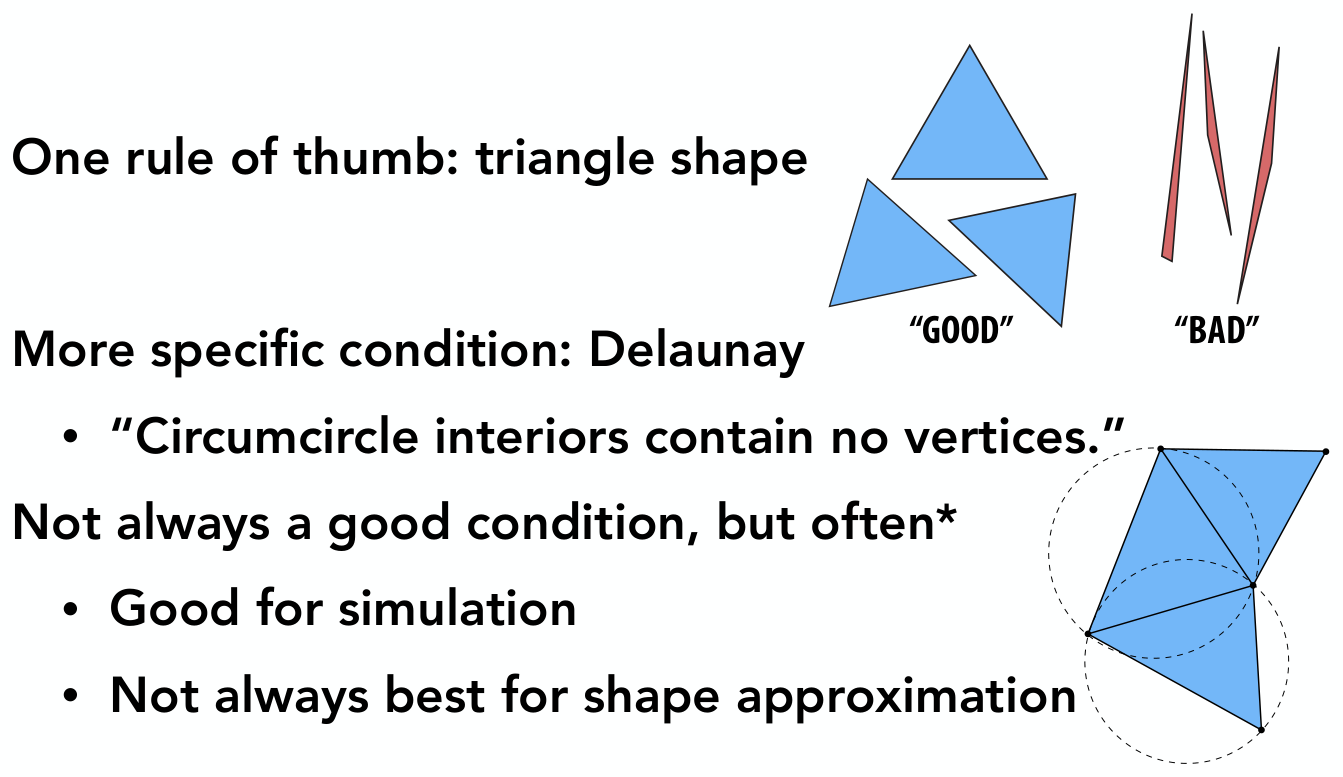 One rule of thumb: triangle shape
“GOOD”
“BAD”
More specific condition: Delaunay
• “Circumcircle interiors contain no vertices.”
Not always a good condition, but often*
• Good for simulation
• Not always best for shape approximation